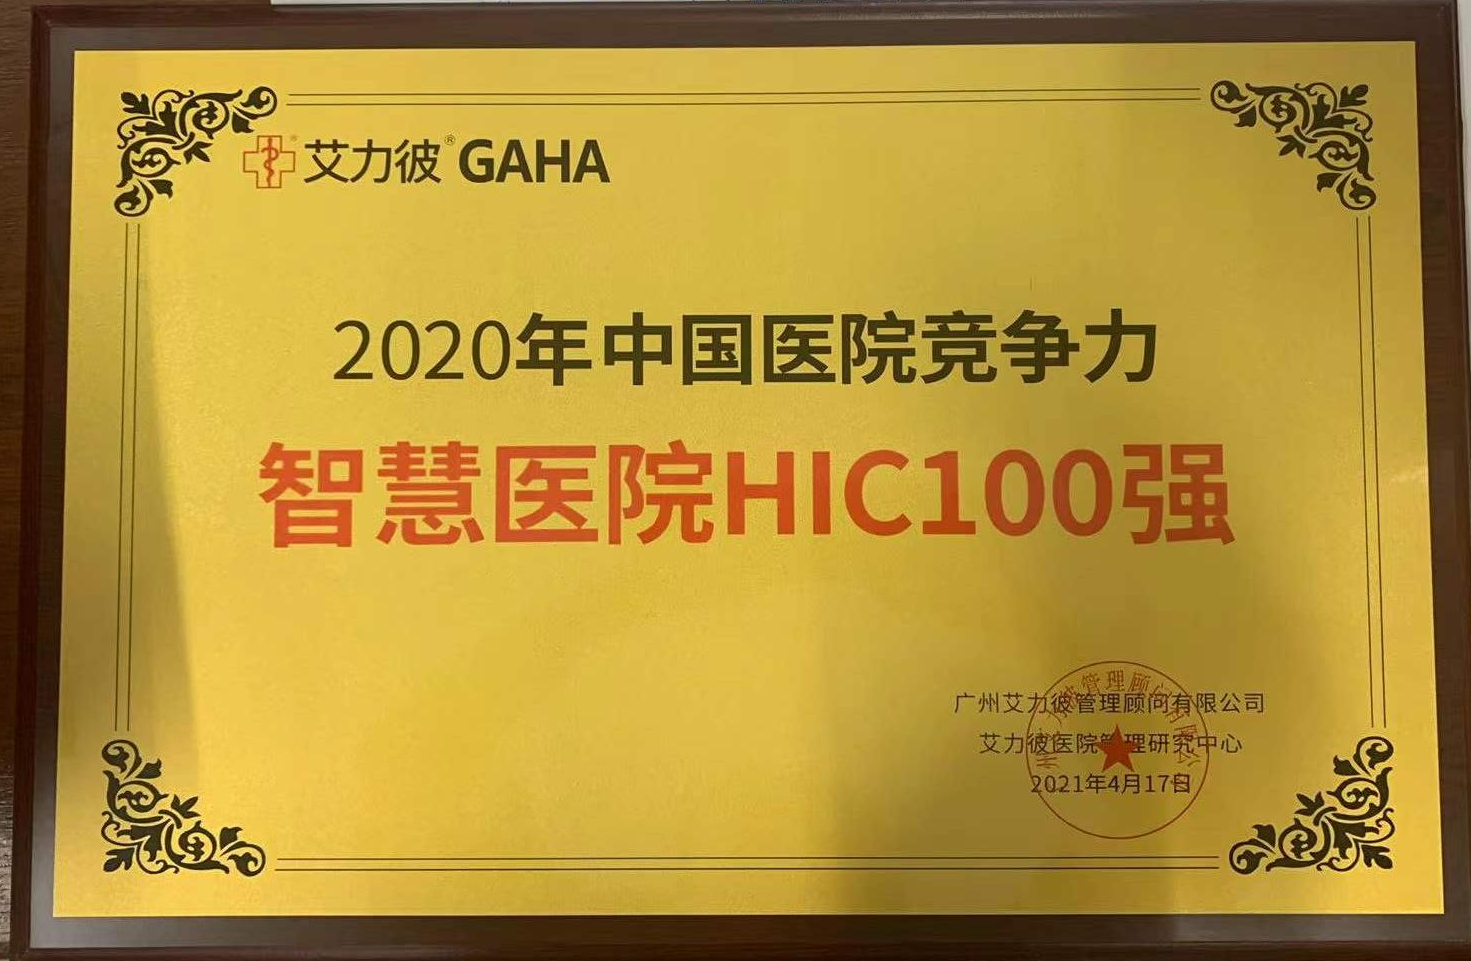 艾力彼® GAHA
2020年中国医院竞争力
智慧医院HIC100强
广州艾力彼管理顾问有限公司
艾力彼医院管理研究中心
2021年4月17日